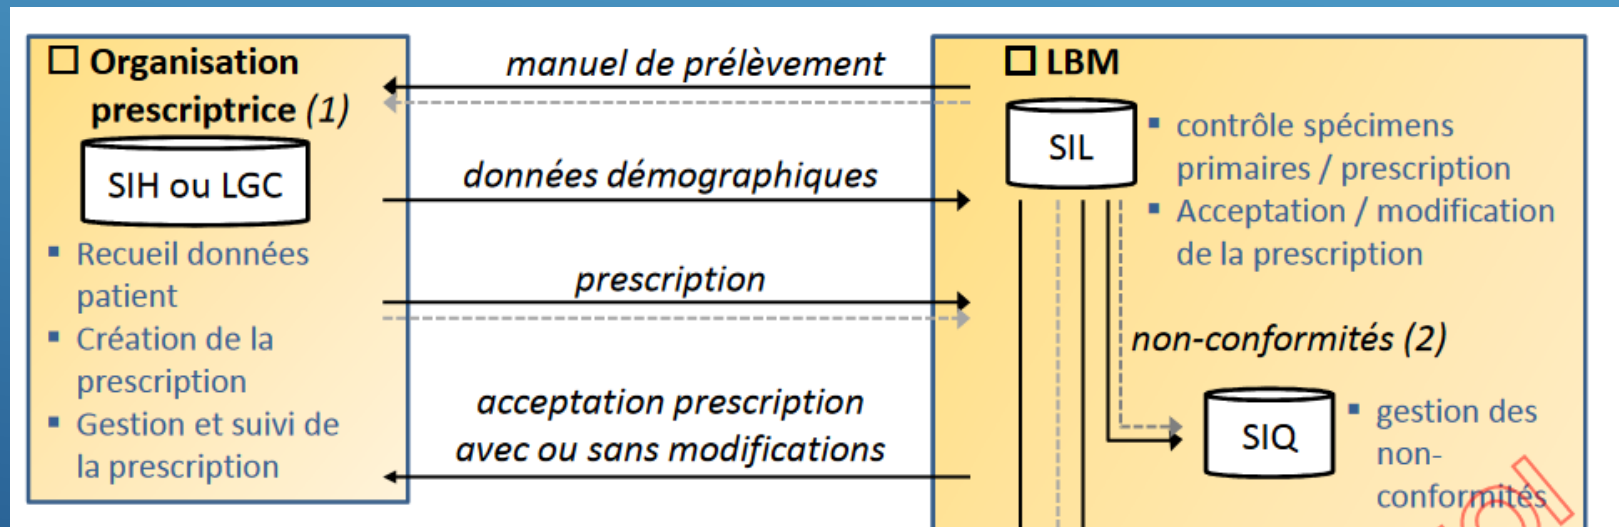 Organisation
prescriptrice (1)
SIH ou LGC
▪ Recueil données
patient
▪ Création de la
prescription
▪ Gestion et suivi de
la prescription
manuel de prélèvement
données démographiques
prescription
acceptation prescription
avec ou sans modifications
LBM
SIL
▪ contrôle spécimens
primaires / prescription
▪ Acceptation / modification
de la prescription
non-conformités (2)
SIQ
▪ gestion des
non-
conformités